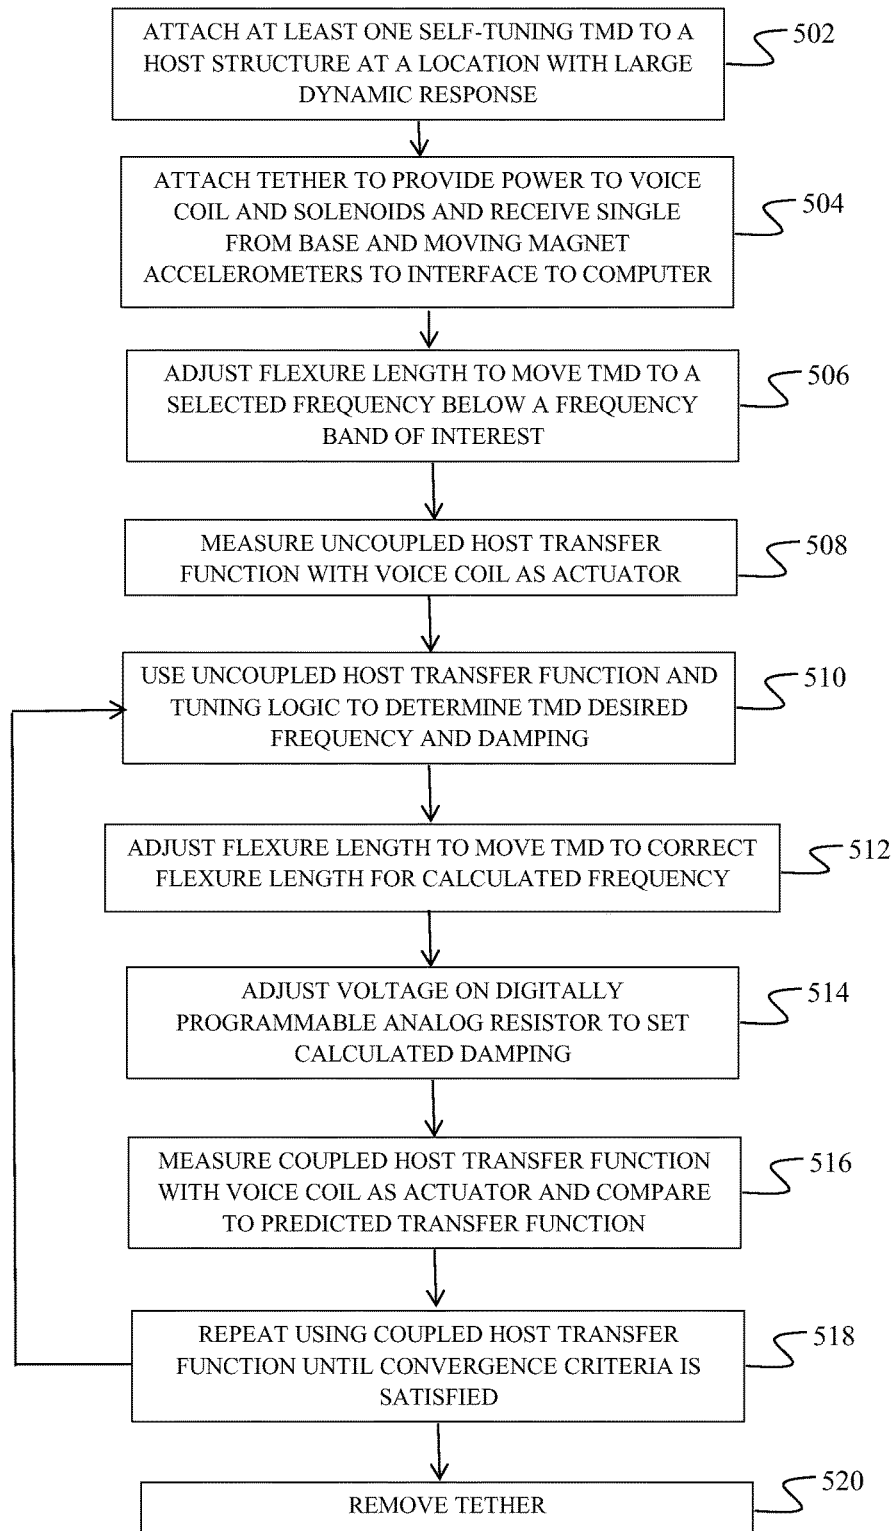 ATTACH AT LEAST ONE SELF-TUNING TMD TO A
HOST STRUCTURE AT A LOCATION WITH LARGE
DYNAMIC RESPONSE
502
ATTACH TETHER TO PROVIDE POWER TO VOICE
COIL AND SOLENOIDS AND RECEIVE SINGLE
FROM BASE AND MOVING MAGNET
ACCELEROMETERS TO INTERFACE TO COMPUTER
504
ADJUST FLEXURE LENGTH TO MOVE TMD TO A
SELECTED FREQUENCY BELOW A FREQUENCY
BAND OF INTEREST
506
MEASURE UNCOUPLED HOST TRANSFER
FUNCTION WITH VOICE COIL AS ACTUATOR
508
USE UNCOUPLED HOST TRANSFER FUNCTION AND
TUNING LOGIC TO DETERMINE TMD DESIRED
FREQUENCY AND DAMPING
510
ADJUST FLEXURE LENGTH TO MOVE TMD TO CORRECT
FLEXURE LENGTH FOR CALCULATED FREQUENCY
512
ADJUST VOLTAGE ON DIGITALLY
PROGRAMMABLE ANALOG RESISTOR TO SET
CALCULATED DAMPING
514
MEASURE COUPLED HOST TRANSFER FUNCTION
WITH VOICE COIL AS ACTUATOR AND COMPARE
TO PREDICTED TRANSFER FUNCTION
516
REPEAT USING COUPLED HOST TRANSFER
FUNCTION UNTIL CONVERGENCE CRITERIA IS
SATISFIED
518
REMOVE TETHER
520